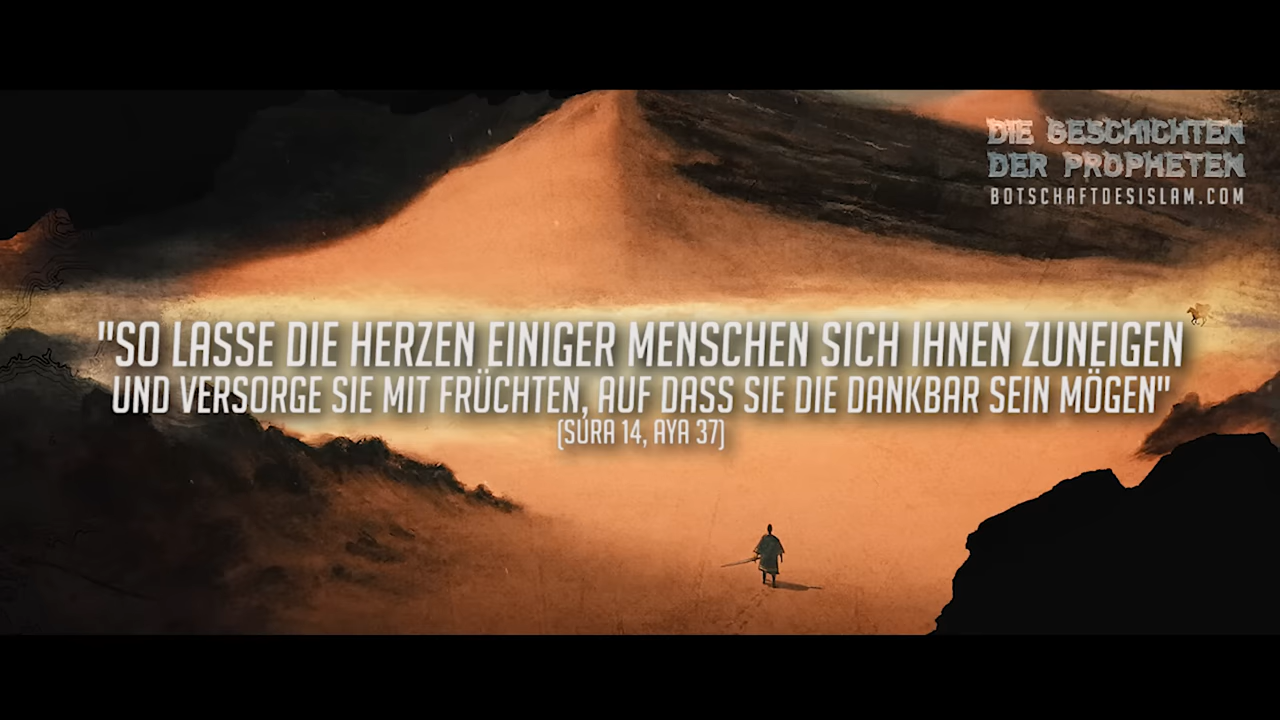 DIE GESCHICHTEN
DER PROPHETEN
BOTSCHAFTDESISLAM.COM
"SO LASSE DIE HERZEN EINIGER MENSCHEN SICH IHNEN ZUNEIGEN
UND VERSORGE SIE MIT FRÜCHTEN, AUF DASS SIE DIE DANKBAR SEIN MÖGEN"
(SURA 14, AYA 37)